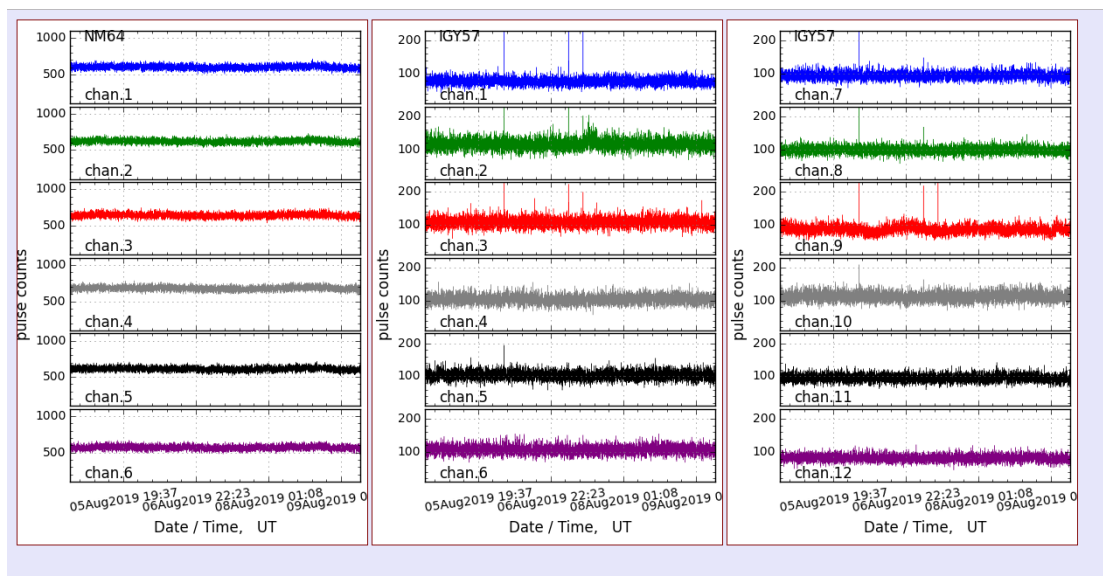 NM64
1000
500
chan.1
1000
500
chan.2
1000
500
chan.3
1000
500
chan.4
1000
500
chan.5
1000
500
chan.6
pulse counts
05Aug2019 19:37
06Aug2019 22:23
08Aug2019 01:08
09Aug2019 0
Date / Time, UT
IGY57
200
100
chan.1
200
100
chan.2
200
100
chan.3
200
100
chan.4
200
100
chan.5
200
100
chan.6
pulse counts
05Aug2019 19:37
06Aug2019 22:23
08Aug2019 01:08
09Aug2019 0
Date / Time, UT
IGY57
200
100
chan.7
200
100
chan.8
200
100
chan.9
200
100
chan.10
200
100
chan.11
200
100
chan.12
pulse counts
05Aug2019 19:37
06Aug2019 22:23
08Aug2019 01:08
09Aug2019 0
Date / Time, UT